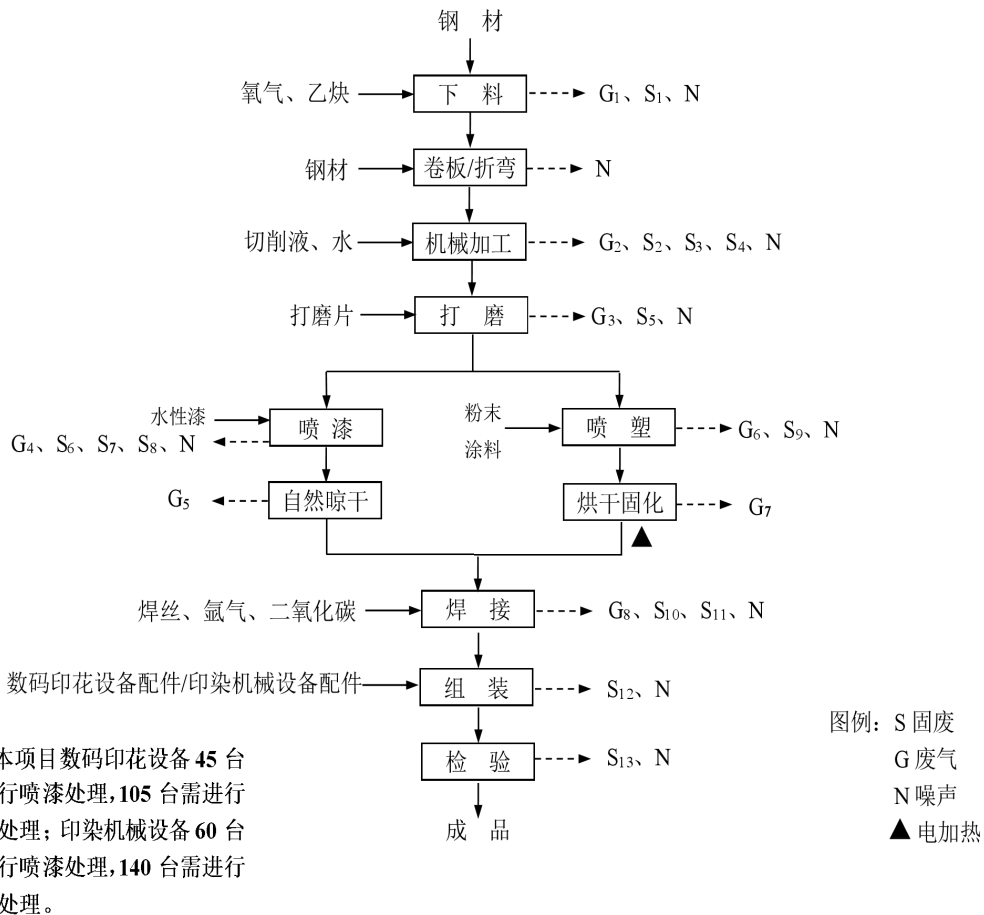 钢 材
氧气、乙炔
下 料
G1、S1、N
钢材
卷板/折弯
N
切削液、水
机械加工
G2、S2、S3、S4、N
打磨片
打 磨
G3、S5、N
水性漆
喷 漆
G4、S6、S7、S8、N
粉末
涂料
喷 塑
G6、S9、N
G5
自然晾干
烘干固化
G7
焊丝、氩气、二氧化碳
焊 接
G8、S10、S11、N
数码印花设备配件/印染机械设备配件
组 装
S12、N
检 验
S13、N
成 品
本项目数码印花设备 45 台
行喷漆处理,105 台需进行
处理；印染机械设备 60 台
行喷漆处理,140 台需进行
处理。
图例：S 固废
G 废气
N 噪声
▲ 电加热